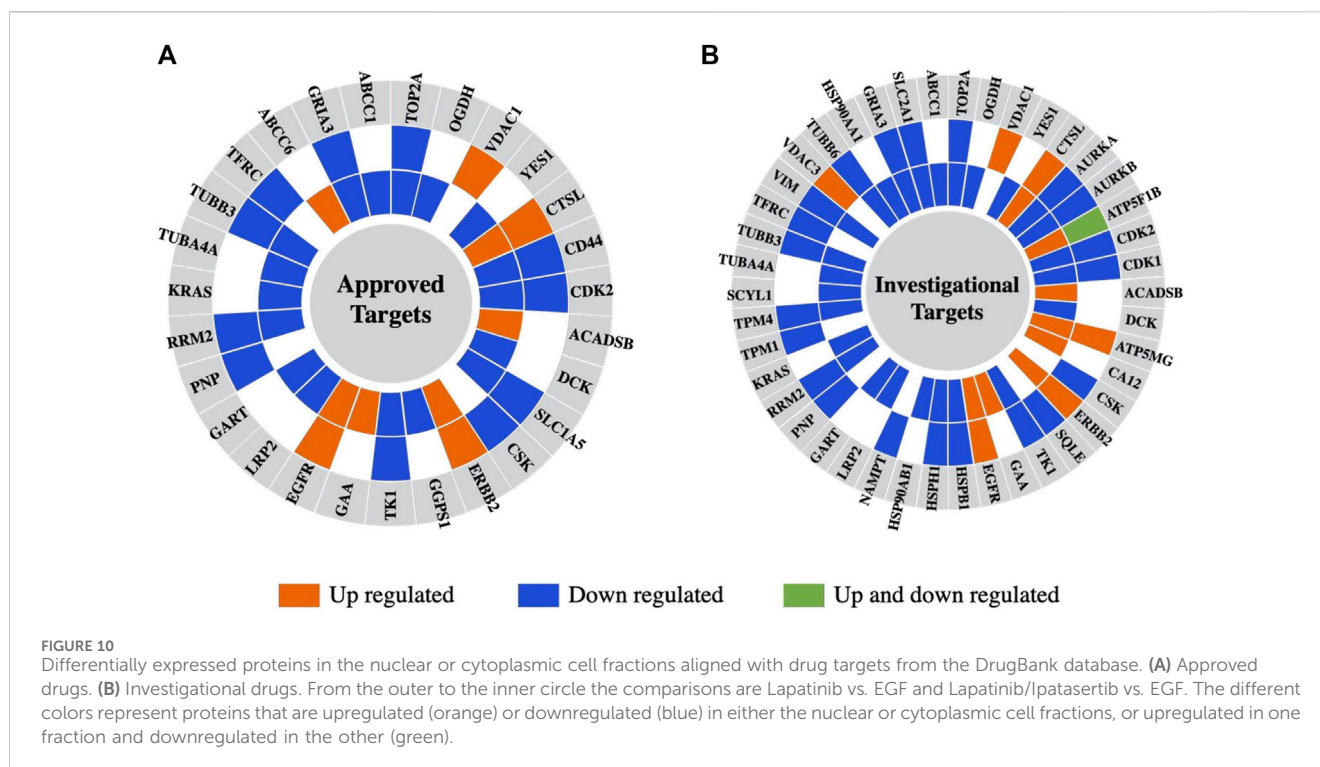 A
B
TOP2A
OGDH
VDAC1
YES1
CTSL
CD44
CDK2
ACADSB
DCK
SLC1A5
CSK
ERBB2
GGPS1
TK1
GAA
EGFR
LRP2
GART
PNP
RRM2
KRAS
TUBA4A
TUBB3
TFRC
ABCC6
GRIA3
ABCC1
Approved
Targets
TOP2A
OGDH
VDAC1
YES1
CTSL
AURKA
AURKB
ATP5F1B
CDK2
CDK1
ACADSB
DCK
ATP5MG
CA12
CSK
ERBB2
SQLE
TK1
GAA
EGFR
HSPB1
HSPH1
HSP90AB1
NAMPT
LRP2
GART
PNP
RRM2
KRAS
TPM1
TPM4
SCYL1
TUBA4A
TUBB3
TFRC
VIM
VDAC3
TUBB6
HSP90AA1
GRIA3
SLC2A1
ABCC1
Investigational
Targets
Up regulated
Down regulated
Up and down regulated
FIGURE 10
Differentially expressed proteins in the nuclear or cytoplasmic cell fractions aligned with drug targets from the DrugBank database. (A) Approved
drugs. (B) Investigational drugs. From the outer to the inner circle the comparisons are Lapatinib vs. EGF and Lapatinib/Ipatasertib vs. EGF. The different
colors represent proteins that are upregulated (orange) or downregulated (blue) in either the nuclear or cytoplasmic cell fractions, or upregulated in one
fraction and downregulated in the other (green).